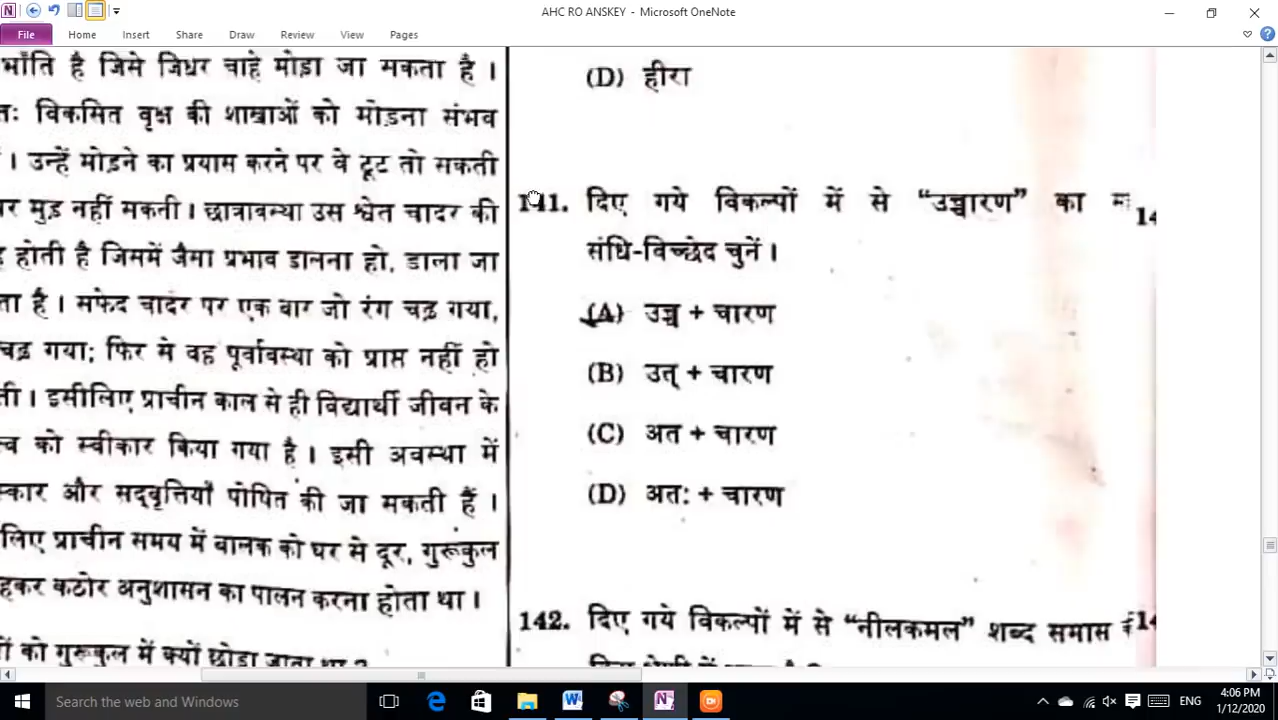 AHC RO ANSKEY - Microsoft OneNote
File Home Insert Share Draw Review View Pages
भाँति है जिसे जिधर चाहे मोड़ा जा सकता है ।
तः विकसित वृक्ष की शाखाओं को मोड़ना संभव
। उन्हें मोड़ने का प्रयास करने पर वे टूट तो सकती
पर मुड़ नहीं सकती । छात्रावस्था उस श्वेत चादर की
होती है जिसमें जैसा प्रभाव डालना हो, डाला जा
ता है । सफेद चादर पर एक बार जो रंग चढ़ गया,
चढ़ गया; फिर से वह पूर्वावस्था को प्राप्त नहीं हो
ती । इसीलिए प्राचीन काल से ही विद्यार्थी जीवन के
त्व को स्वीकार किया गया है । इसी अवस्था में
स्कार और सद्‌वृत्तियाँ पोषित की जा सकती हैं ।
लिए प्राचीन समय में बालक को घर से दूर, गुरूकुल
हकर कठोर अनुशासन का पालन करना होता था ।
को गुरूकुल में क्यों छोड़ा जाता था ?
(D) हीरा
141. दिए गये विकल्पों में से “उच्चारण” का
संधि-विच्छेद चुनें ।
(A) उच्च + चारण
(B) उत् + चारण
(C) अत + चारण
(D) अत: + चारण
142. दिए गये विकल्पों में से “नीलकमल” शब्द समास
14
14
Search the web and Windows
ENG
4:06 PM
1/12/2020